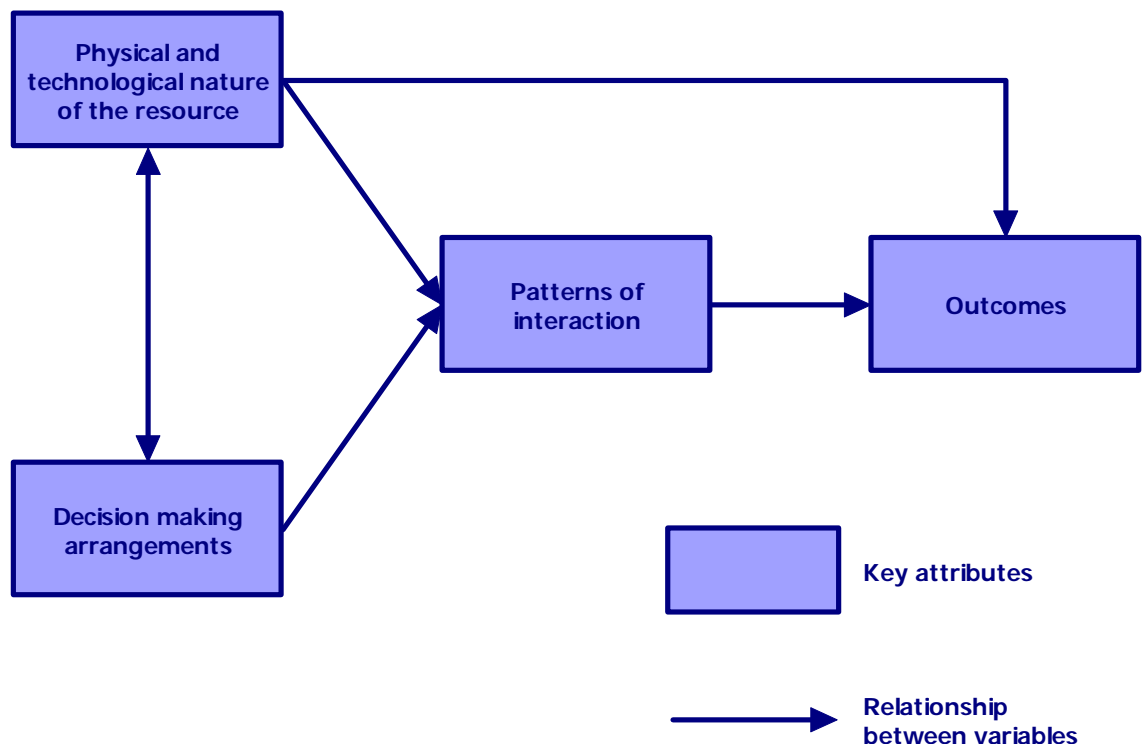 Physical and
technological nature
of the resource
Patterns of
interaction
Outcomes
Decision making
arrangements
Key attributes
Relationship
between variables